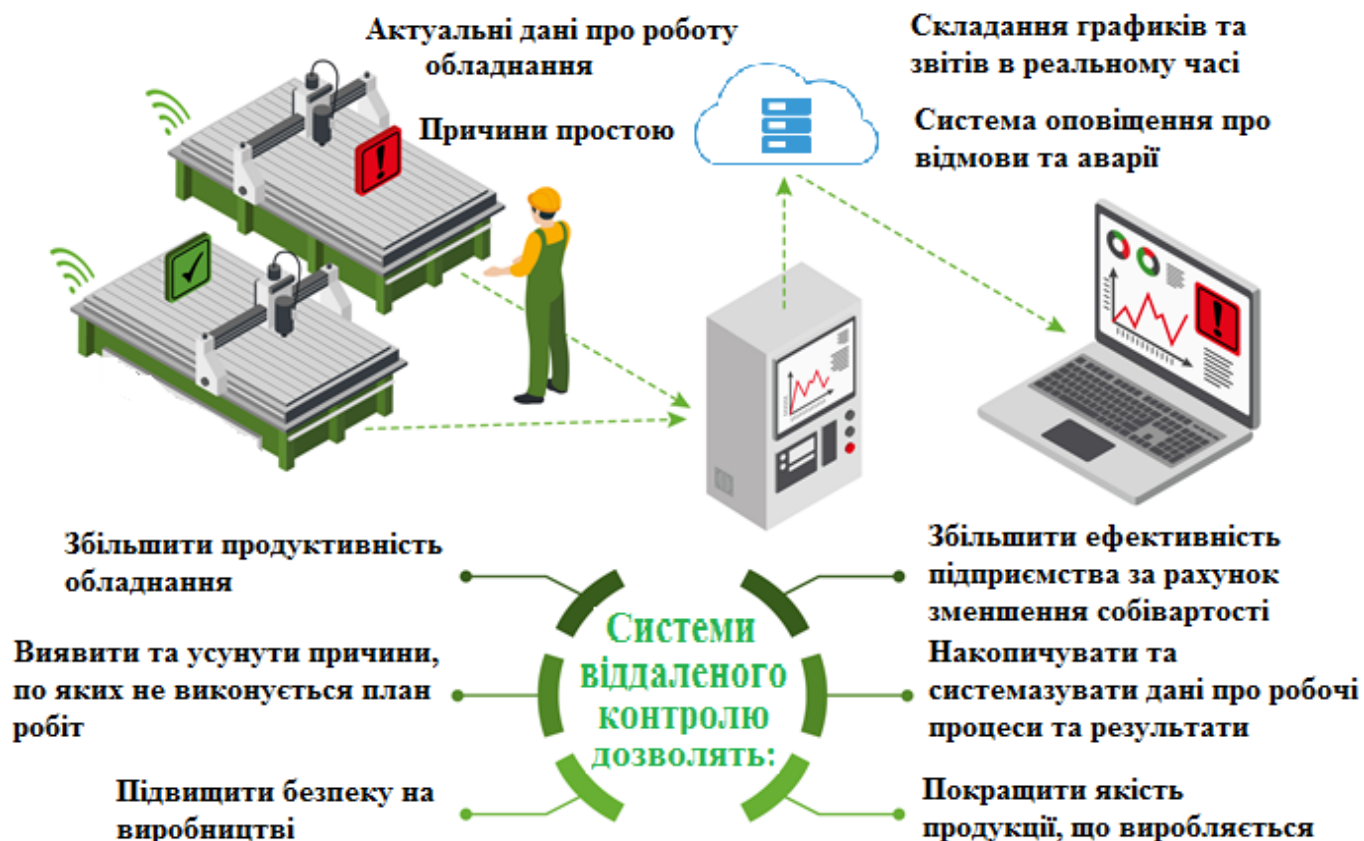 Актуальні дані про роботу
обладнання
Причини простою
Складання графиків та
звітів в реальному часі
Система оповіщення про
відмови та аварії
Збільшити продуктивність
обладнання
Виявити та усунути причини,
по яких не виконується план
робіт
Підвищити безпеку на
виробництві
Системи
віддаленого
контролю
дозволять:
Збільшити ефективність
підприємства за рахунок
зменшення собівартості
Накопичувати та
системазувати дані про робочі
процеси та результати
Покращити якість
продукції, що виробляється